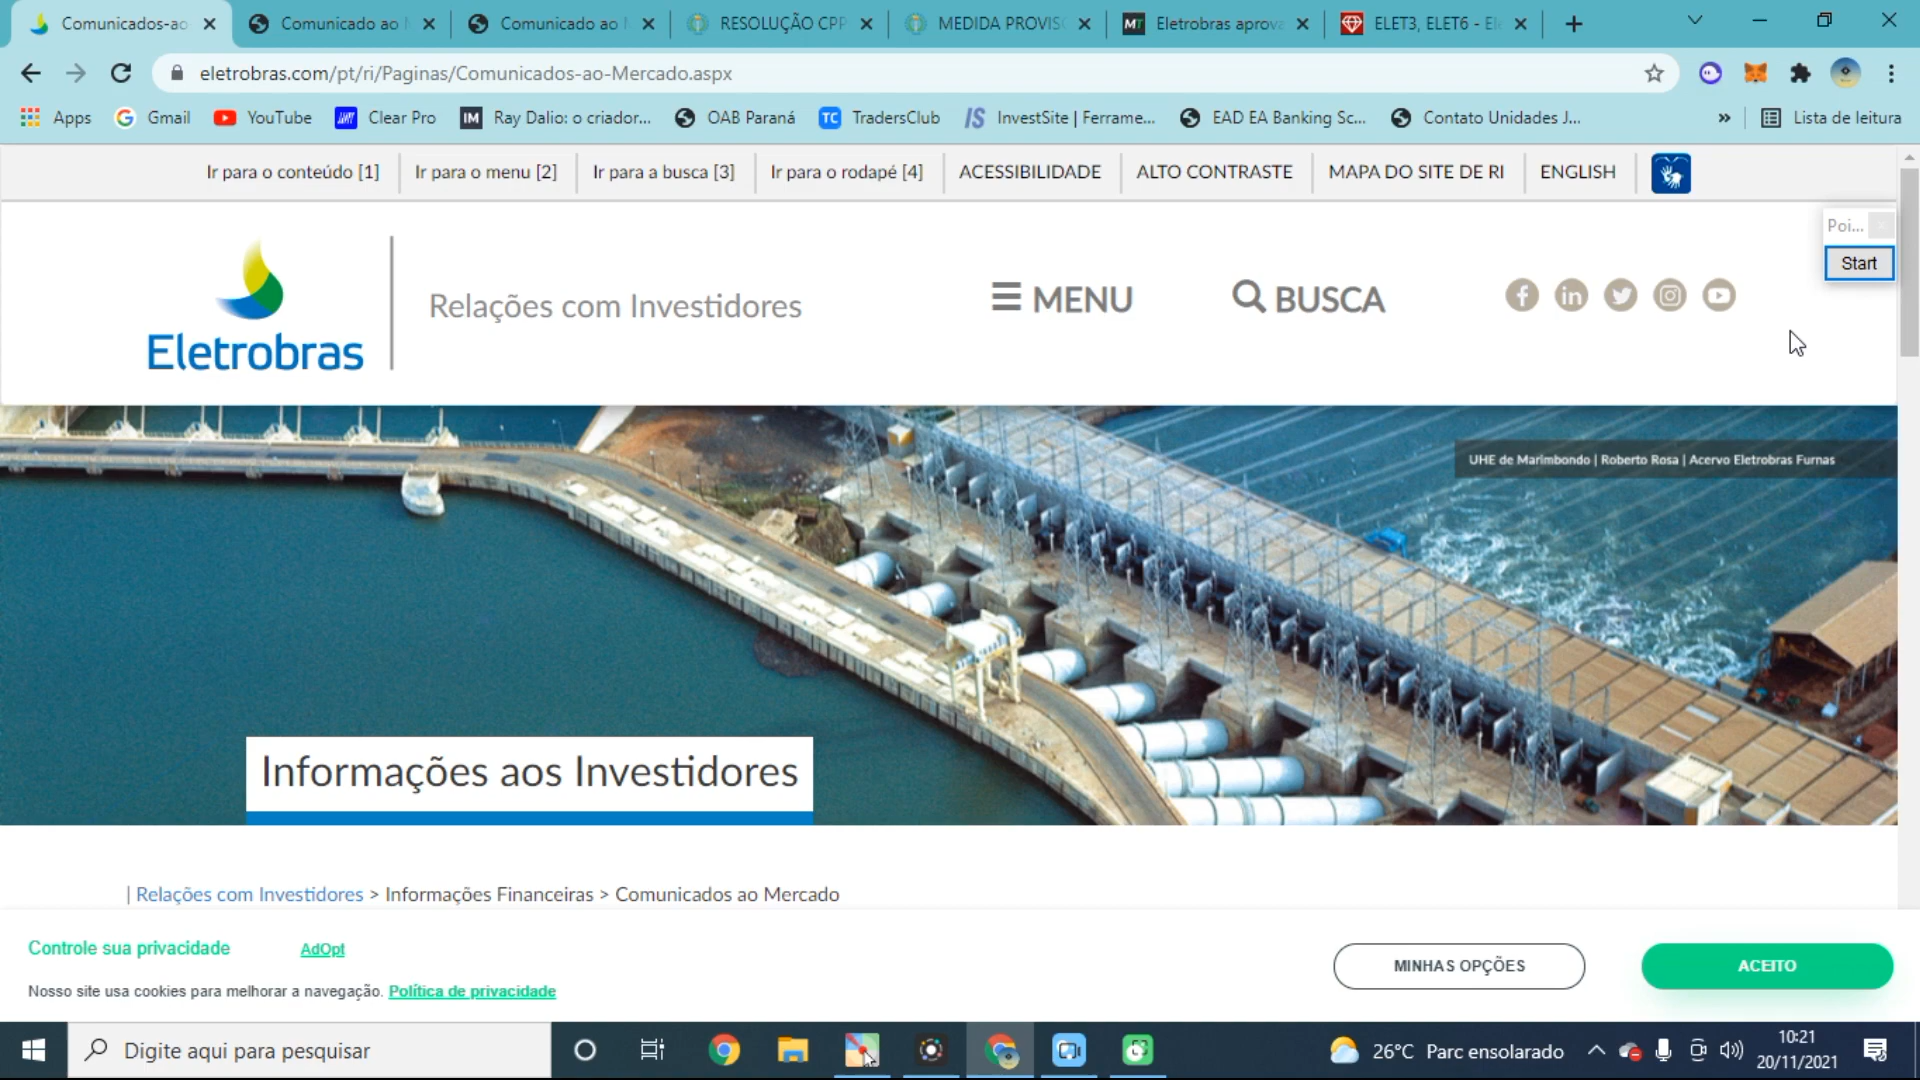 Comunicados-ao
Comunicado ao
Comunicado ao
RESOLUÇÃO CPP
MEDIDA PROVIS
Eletrobras aprova
ELET3, ELET6 - El
eletrobras.com/pt/ri/Paginas/Comunicados-ao-Mercado.aspx
Apps
Gmail
YouTube
Clear Pro
Ray Dalio: o criador...
OAB Paraná
TradersClub
InvestSite | Ferrame...
EAD EA Banking Sc...
Contato Unidades J...
»
Lista de leitura
Ir para o conteúdo [1]
Ir para o menu [2]
Ir para a busca [3]
Ir para o rodapé [4]
ACESSIBILIDADE
ALTO CONTRASTE
MAPA DO SITE DE RI
ENGLISH
Poi...
Start
Eletrobras
Relações com Investidores
MENU
BUSCA
UHE de Marimbondo | Roberto Rosa | Acervo Eletrobras Furnas
Informações aos Investidores
| Relações com Investidores > Informações Financeiras > Comunicados ao Mercado
Controle sua privacidade
AdOpt
Nosso site usa cookies para melhorar a navegação. Política de privacidade
MINHAS OPÇÕES
ACEITO
Digite aqui para pesquisar
26°C Parc ensolarado
10:21
20/11/2021